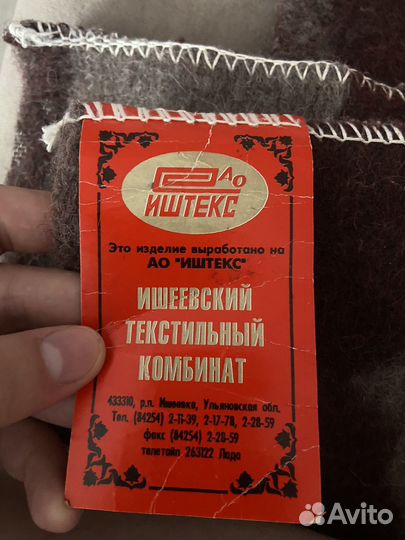 АО
ИШТЕКС
Это изделие выработано на
АО "ИШТЕКС"
ИШЕЕВСКИЙ
ТЕКСТИЛЬНЫЙ
КОМБИНАТ
433310, р.п. Ишеевка, Ульяновская обл.
Тел. (84254) 2-11-39, 2-17-78, 2-28-59
факс (84254) 2-28-59
телетайп 263122 Лада
Avito